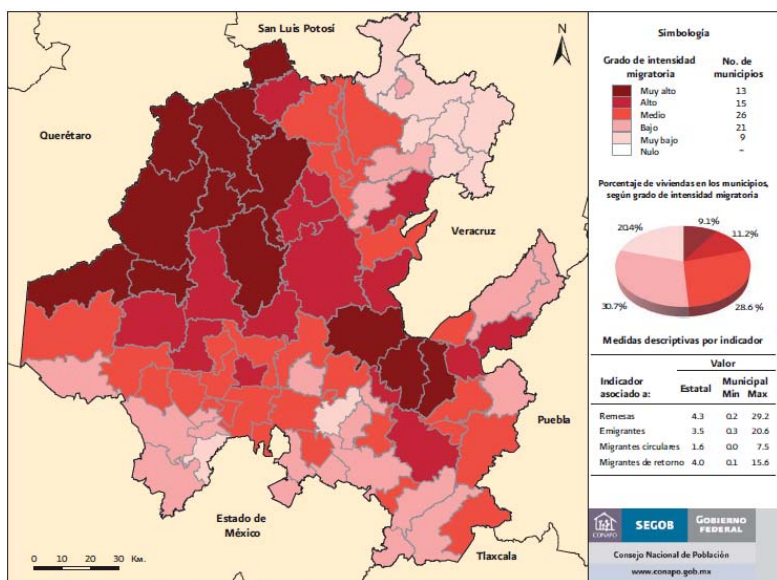 San Luis Potosí
N
Querétaro
Veracruz
Puebla
Estado de
México
Tlaxcala
0 10 20 30 Km.
Simbología
Grado de intensidad
migratoria
No. de
municipios
Muy alto 13
Alto 15
Medio 26
Bajo 21
Muy bajo 9
Nulo –
Porcentaje de viviendas en los municipios,
según grado de intensidad migratoria
9.1%
20.4%
11.2%
30.7%
28.6 %
Medidas descriptivas por indicador
Valor
Indicador
asociado a:
Estatal
Municipal
Min Max
Remesas 4.3 0.2 29.2
Emigrantes 3.5 0.3 20.6
Migrantes circulares 1.6 0.0 7.5
Migrantes de retorno 4.0 0.1 15.6
CONAPO
SEGOB
GOBIERNO
FEDERAL
Consejo Nacional de Población
www.conapo.gob.mx